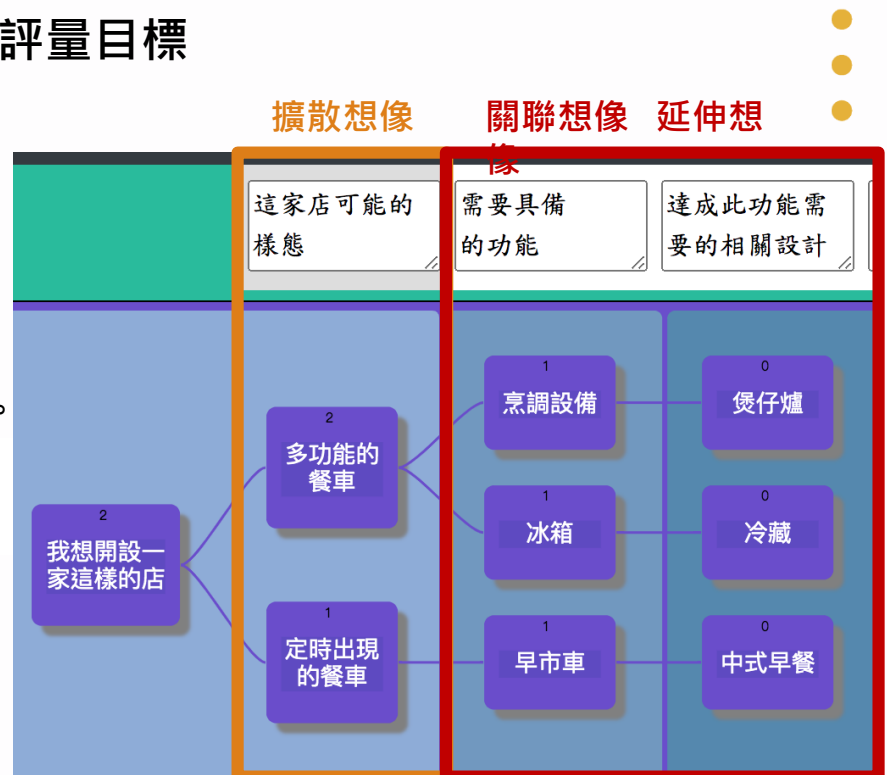 評量目標
擴散想像
關聯想像 延伸想
像
這家店可能的
樣態
需要具備
的功能
達成此功能需
要的相關設計
。
2
我想開設一
家這樣的店
2
多功能的
餐車
1
定時出現
的餐車
1
烹調設備
1
冰箱
1
早市車
0
煲仔爐
0
冷藏
0
中式早餐